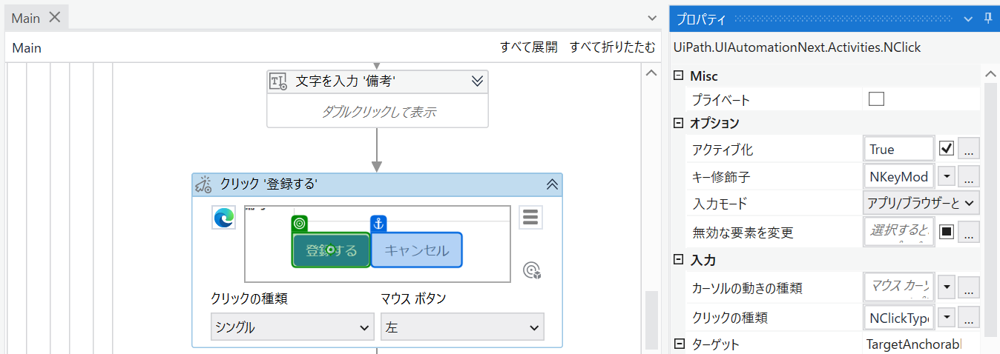 Main
Main
すべて展開 すべて折りたたむ
文字を入力 '備考'
ダブルクリックして表示
クリック '登録する'
登録する
キャンセル
クリックの種類
マウス ボタン
シングル
左
プロパティ
UiPath.UIAutomationNext.Activities.NClick
Misc
プライベート
オプション
アクティブ化
True
...
キー修飾子
NKeyMod
...
入力モード
アプリ/ブラウザーと
無効な要素を変更
選択すると、
...
入力
カーソルの動きの種類
マウス カーソ
...
クリックの種類
NClickType
...
ターゲット
TargetAnchorabl